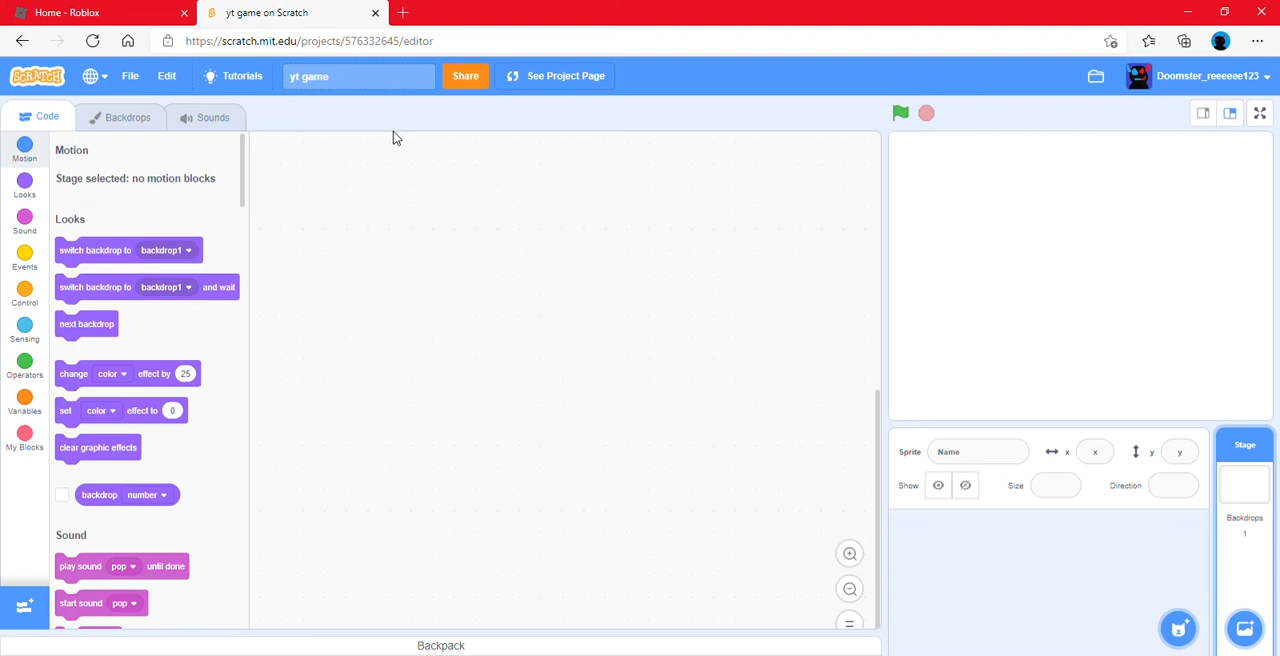 Home - Roblox
yt game on Scratch
https://scratch.mit.edu/projects/576332645/editor
SCRATCH
File
Edit
Tutorials
yt game
Share
See Project Page
Doomster_reeeeee123
Code
Backdrops
Sounds
Motion
Looks
Sound
Events
Control
Sensing
Operators
Variables
My Blocks
Motion
Stage selected: no motion blocks
Looks
switch backdrop to backdrop1
switch backdrop to backdrop1 and wait
next backdrop
change color effect by 25
set color effect to 0
clear graphic effects
backdrop number
Sound
play sound pop until done
start sound pop
Sprite Name x x y y
Show Size Direction
Stage
Backdrops
1
Backpack